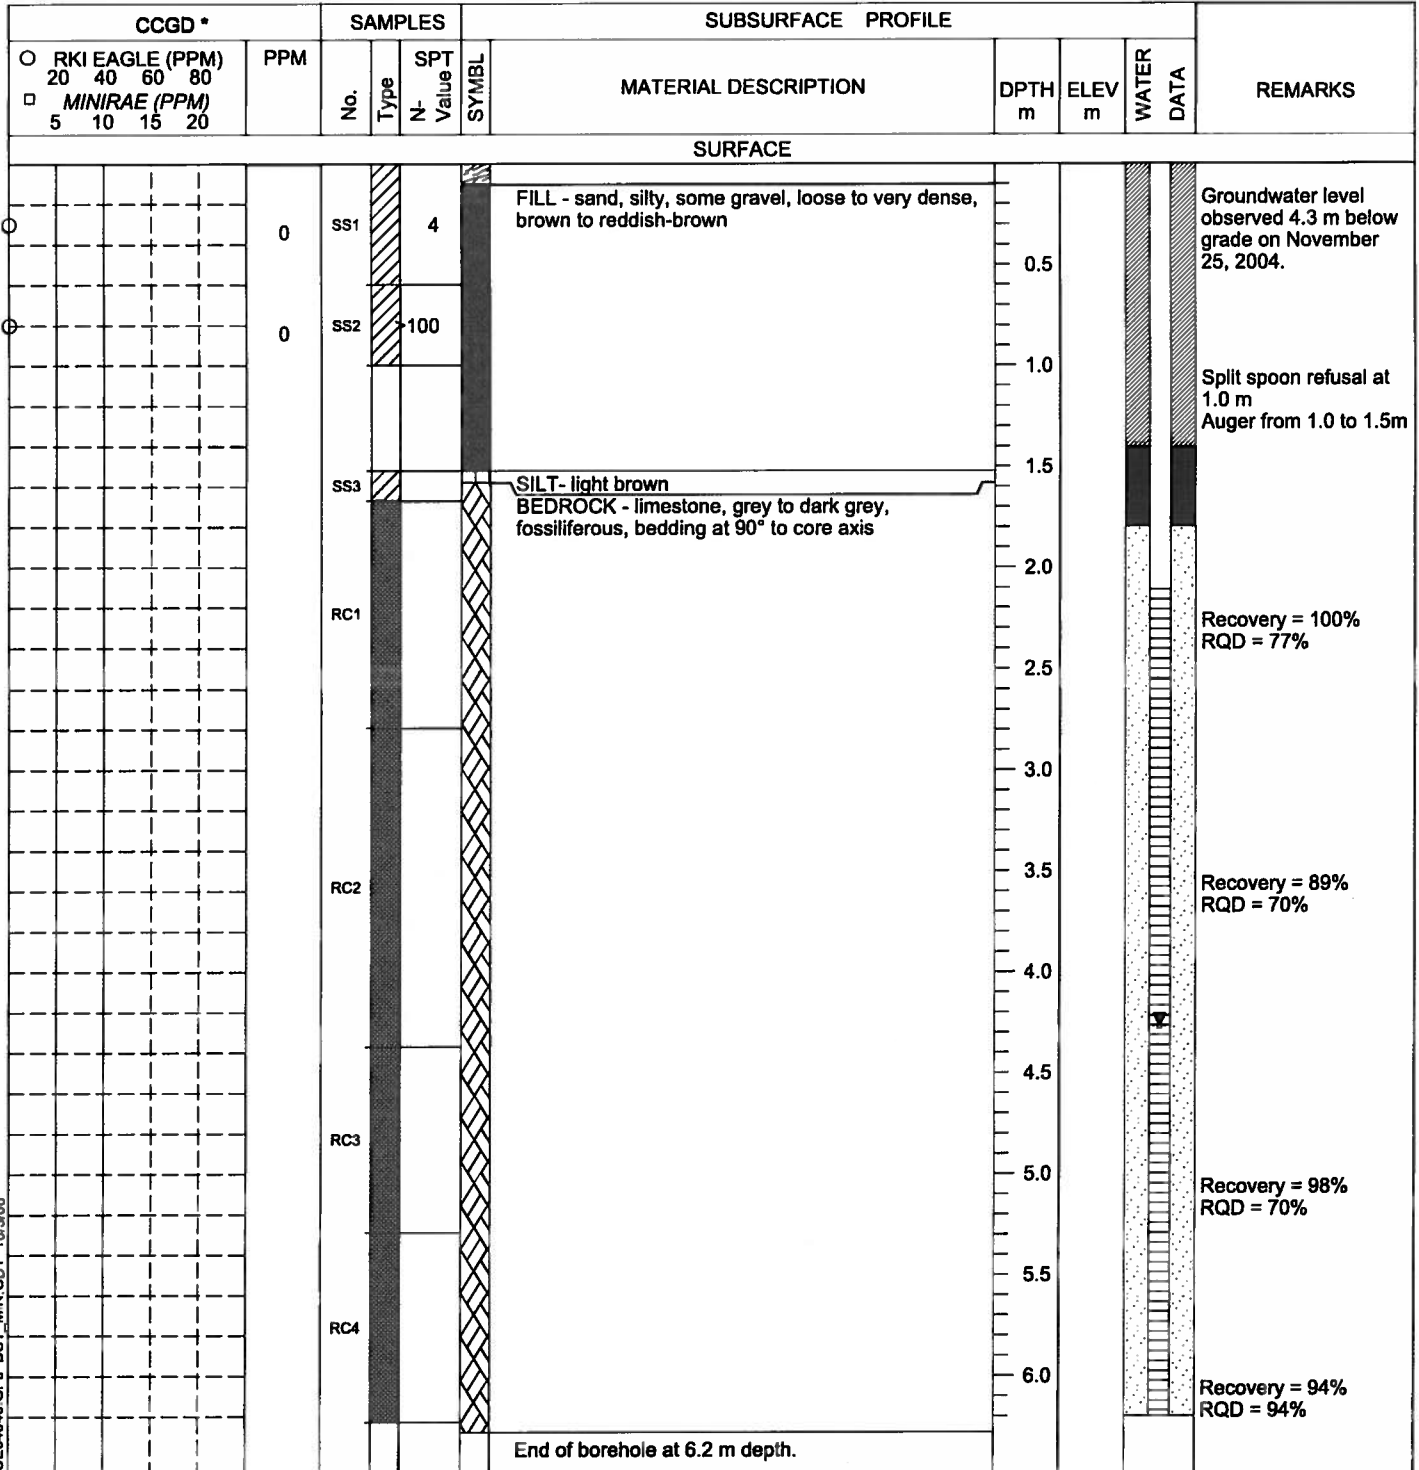 CCGD *
SAMPLES
SUBSURFACE PROFILE
RKI EAGLE (PPM)
20 40 60 80
MINIRAE (PPM)
5 10 15 20
PPM
No.
Type
SPT
N-
Value
SYMBL
MATERIAL DESCRIPTION
DPTH
m
ELEV
m
WATER
DATA
REMARKS
SURFACE
FILL - sand, silty, some gravel, loose to very dense,
brown to reddish-brown
Groundwater level
observed 4.3 m below
grade on November
25, 2004.
0 SS1 4
0.5
0 SS2 >100
1.0
Split spoon refusal at
1.0 m
Auger from 1.0 to 1.5m
1.5
SS3
SILT- light brown
BEDROCK - limestone, grey to dark grey,
fossiliferous, bedding at 90° to core axis
2.0
RC1
Recovery = 100%
RQD = 77%
2.5
3.0
3.5
RC2
Recovery = 89%
RQD = 70%
4.0
4.5
RC3
5.0
Recovery = 98%
RQD = 70%
5.5
RC4
6.0
Recovery = 94%
RQD = 94%
End of borehole at 6.2 m depth.